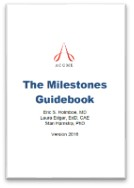 ACGME
The Milestones
Guidebook
Eric S. Holmboe, MD
Laura Edgar, EdD, CAE
Stan Hamstra, PhD
Version 2016